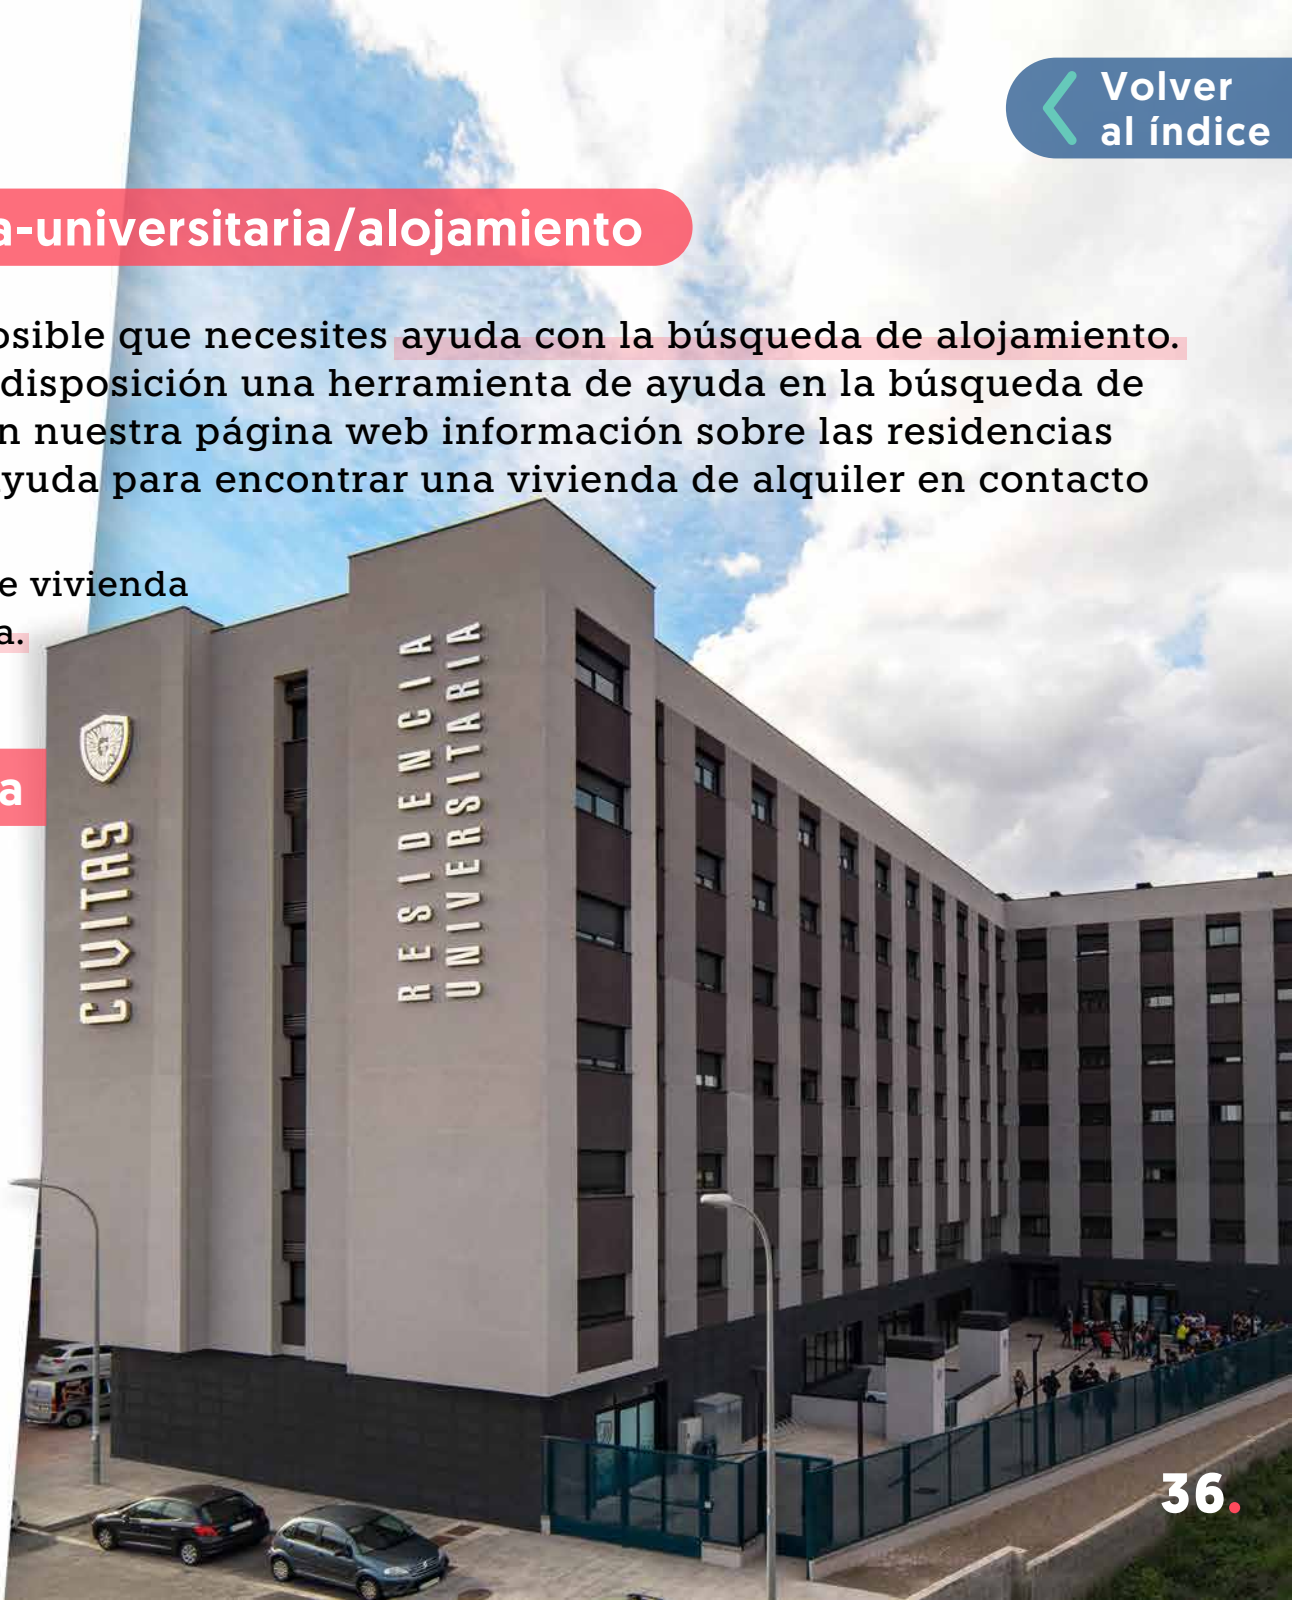 Volver
al índice
a-universitaria/alojamiento
osible que necesites ayuda con la búsqueda de alojamiento.
disposición una herramienta de ayuda en la búsqueda de
n nuestra página web información sobre las residencias
yuda para encontrar una vivienda de alquiler en contacto
e vivienda
a.
a
CIVITAS
RESIDENCIA
UNIVERSITARIA
36.